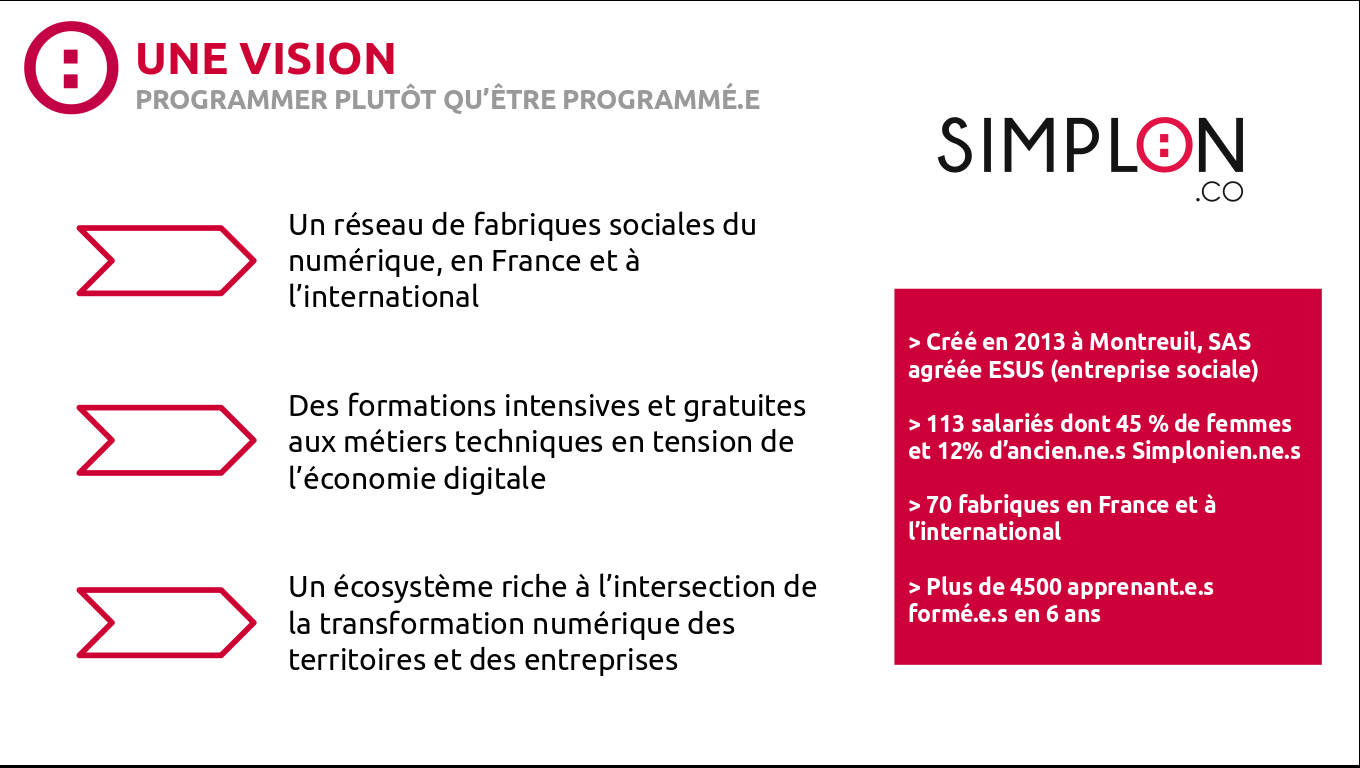 UNE VISION
PROGRAMMER PLUTÔT QU’ÊTRE PROGRAMMÉ.E
SIMPLON
.CO
Un réseau de fabriques sociales du
numérique, en France et à
l’international
Des formations intensives et gratuites
aux métiers techniques en tension de
l’économie digitale
Un écosystème riche à l’intersection de
la transformation numérique des
territoires et des entreprises
> Créé en 2013 à Montreuil, SAS
agréée ESUS (entreprise sociale)
> 113 salariés dont 45 % de femmes
et 12% d’ancien.ne.s Simplonien.ne.s
> 70 fabriques en France et à
l’international
> Plus de 4500 apprenant.e.s
formé.e.s en 6 ans